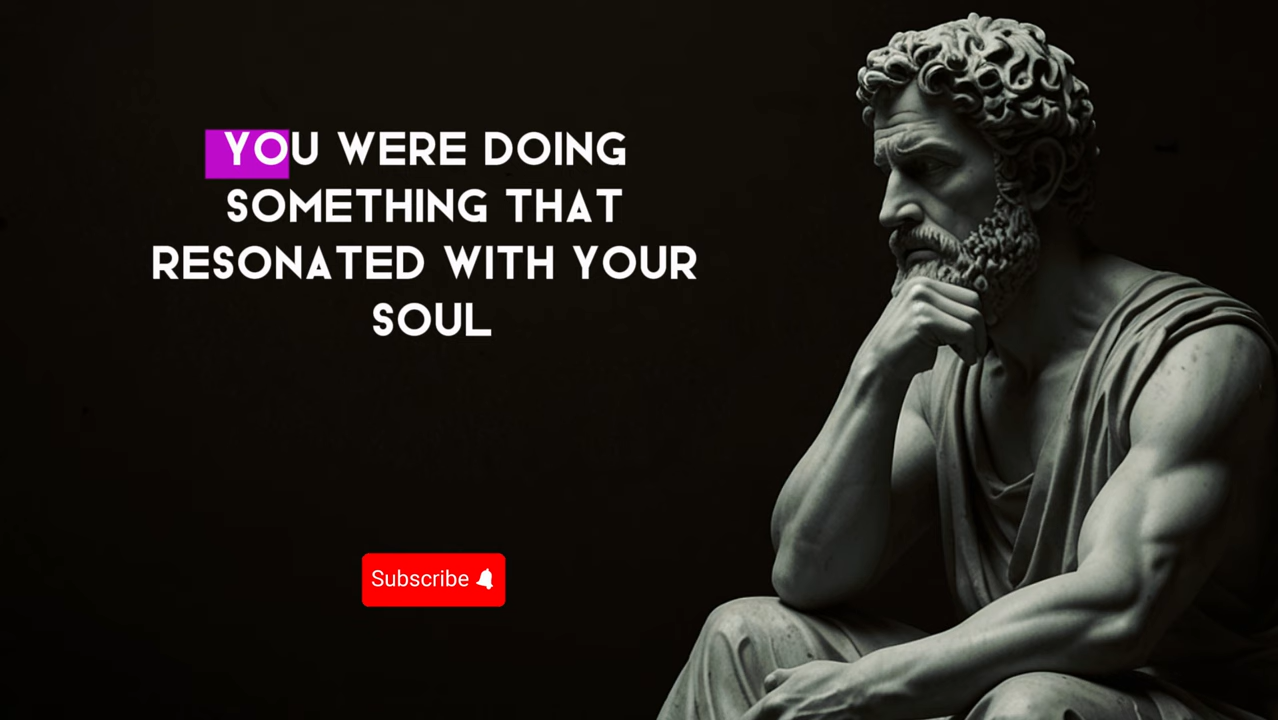 YOU WERE DOING
SOMETHING THAT
RESONATED WITH YOUR
SOUL
Subscribe